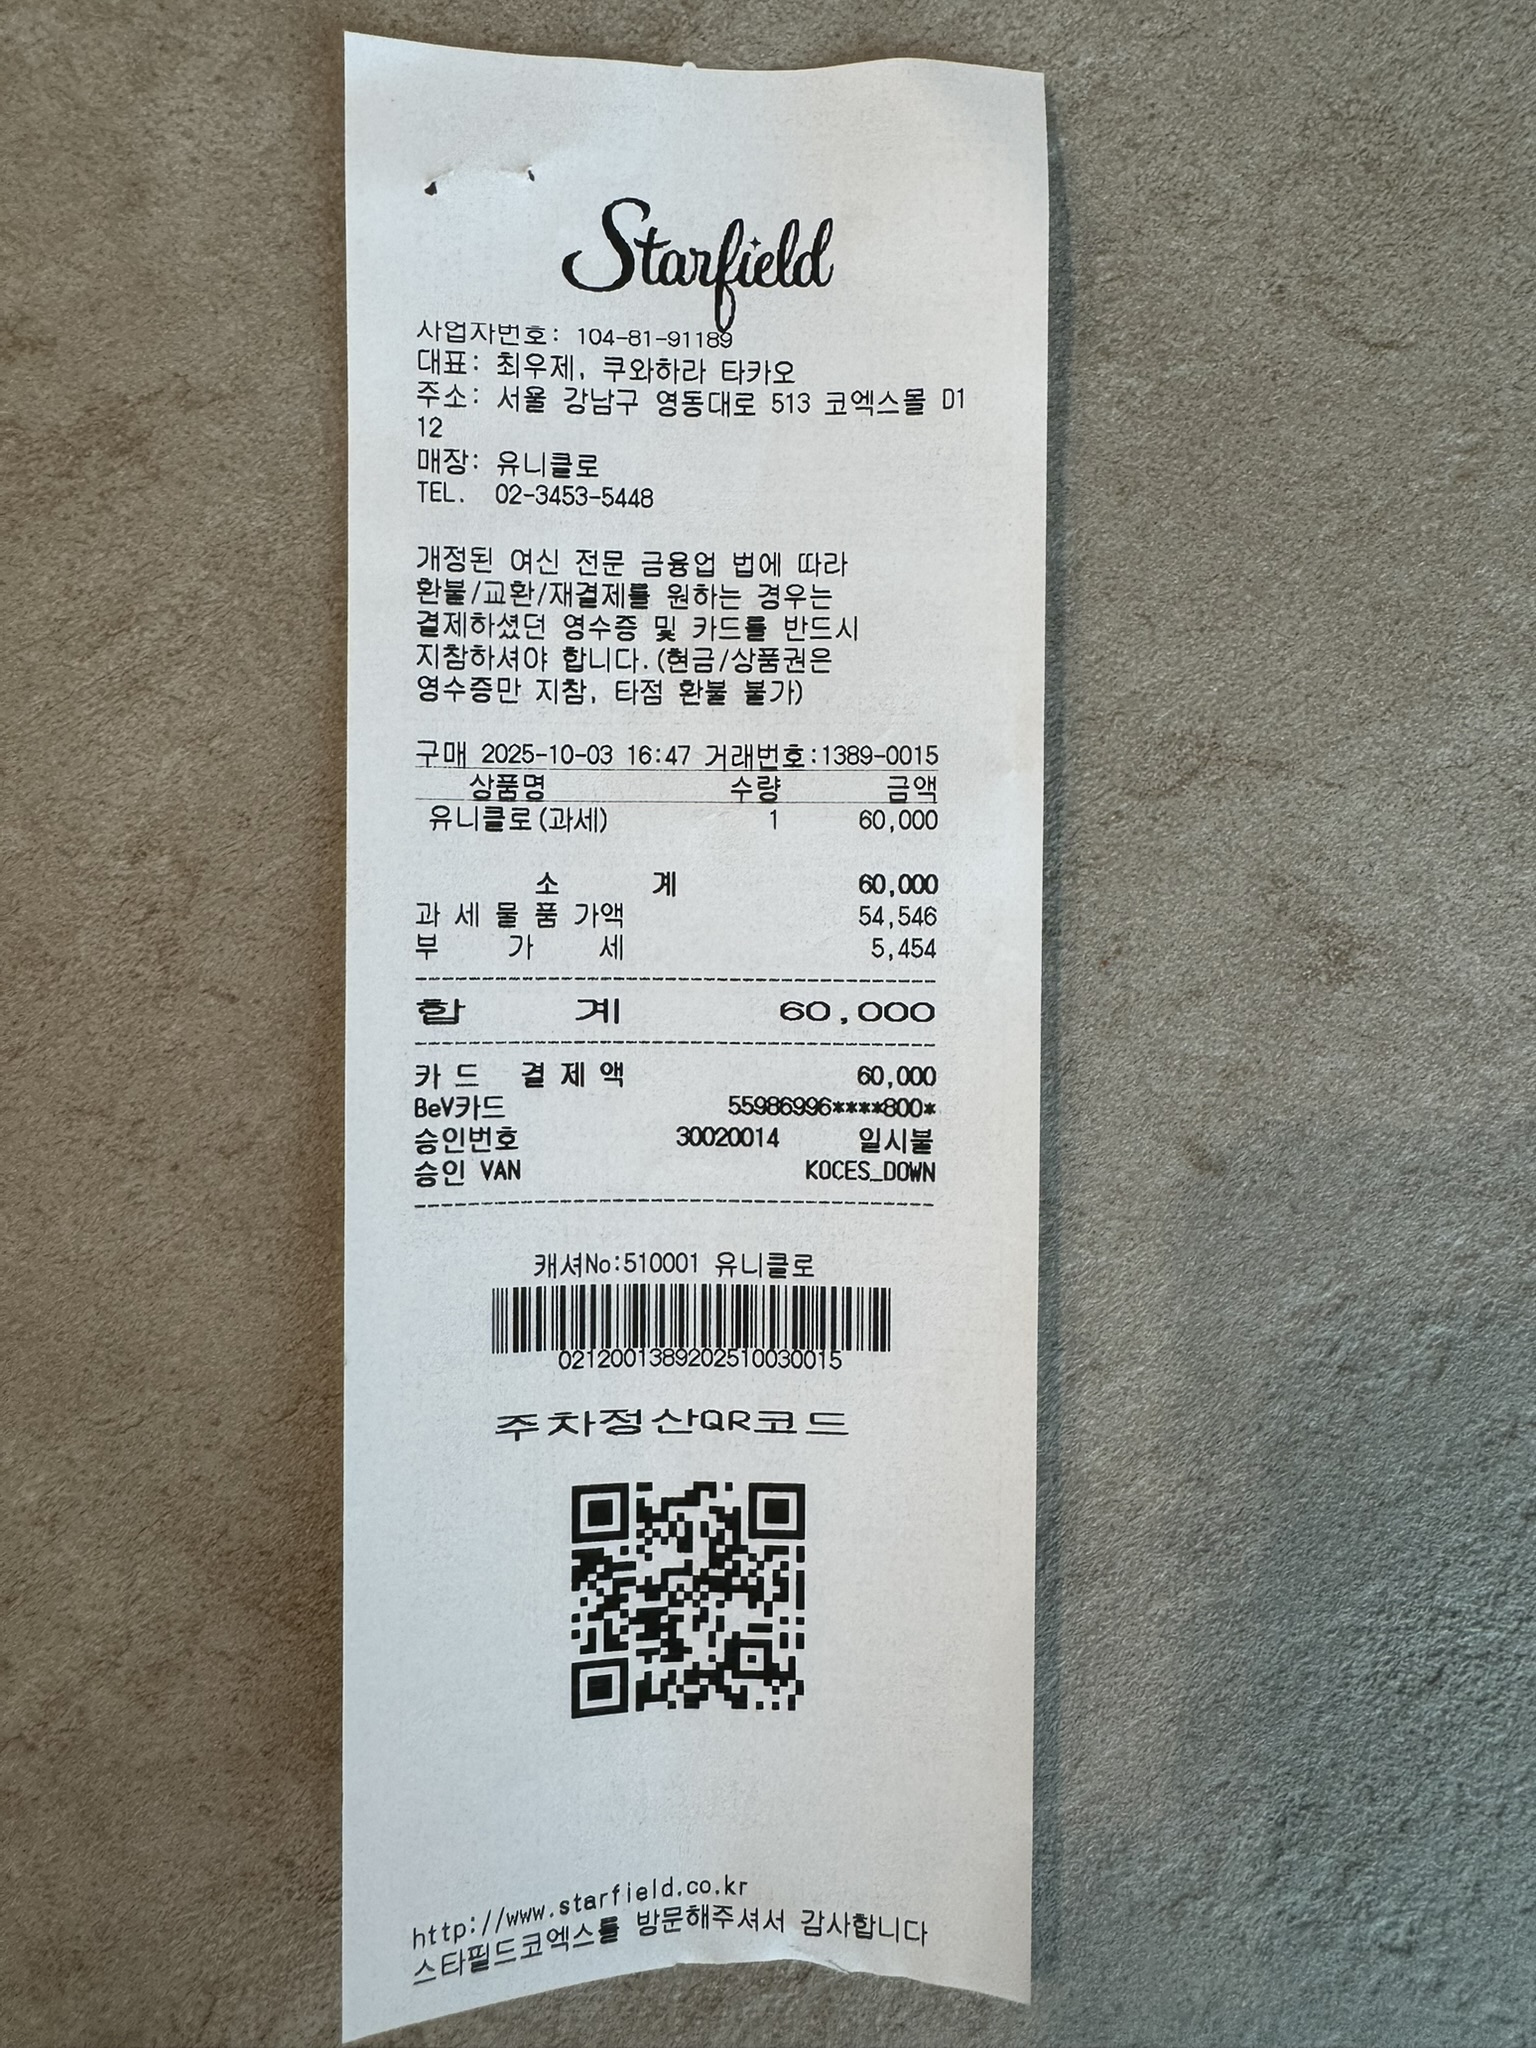 Starfield
사업자번호: 104-81-91189
대표: 최우제, 쿠와하라 타카오
주소: 서울 강남구 영동대로 513 코엑스몰 D1
12
매장: 유니클로
TEL. 02-3453-5448
개정된 여신 전문 금융업 법에 따라
환불/교환/재결제를 원하는 경우는
결제하셨던 영수증 및 카드를 반드시
지참하셔야 합니다.(현금/상품권은
영수증만 지참, 타점 환불 불가)
구매 2025-10-03 16:47 거래번호:1389-0015
상품명 수량 금액
유니클로(과세) 1 60,000
소 계 60,000
과 세 물 품 가액 54,546
부 가 세 5,454
합 계 60,000
카 드 결 제 액 60,000
BeV카드 55986996****800*
승인번호 30020014 일시불
승인 VAN KOCES_DOWN
캐셔No:510001 유니클로
0212001389202510030015
주차정산QR코드
http://www.starfield.co.kr
스타필드코엑스를 방문해주셔서 감사합니다